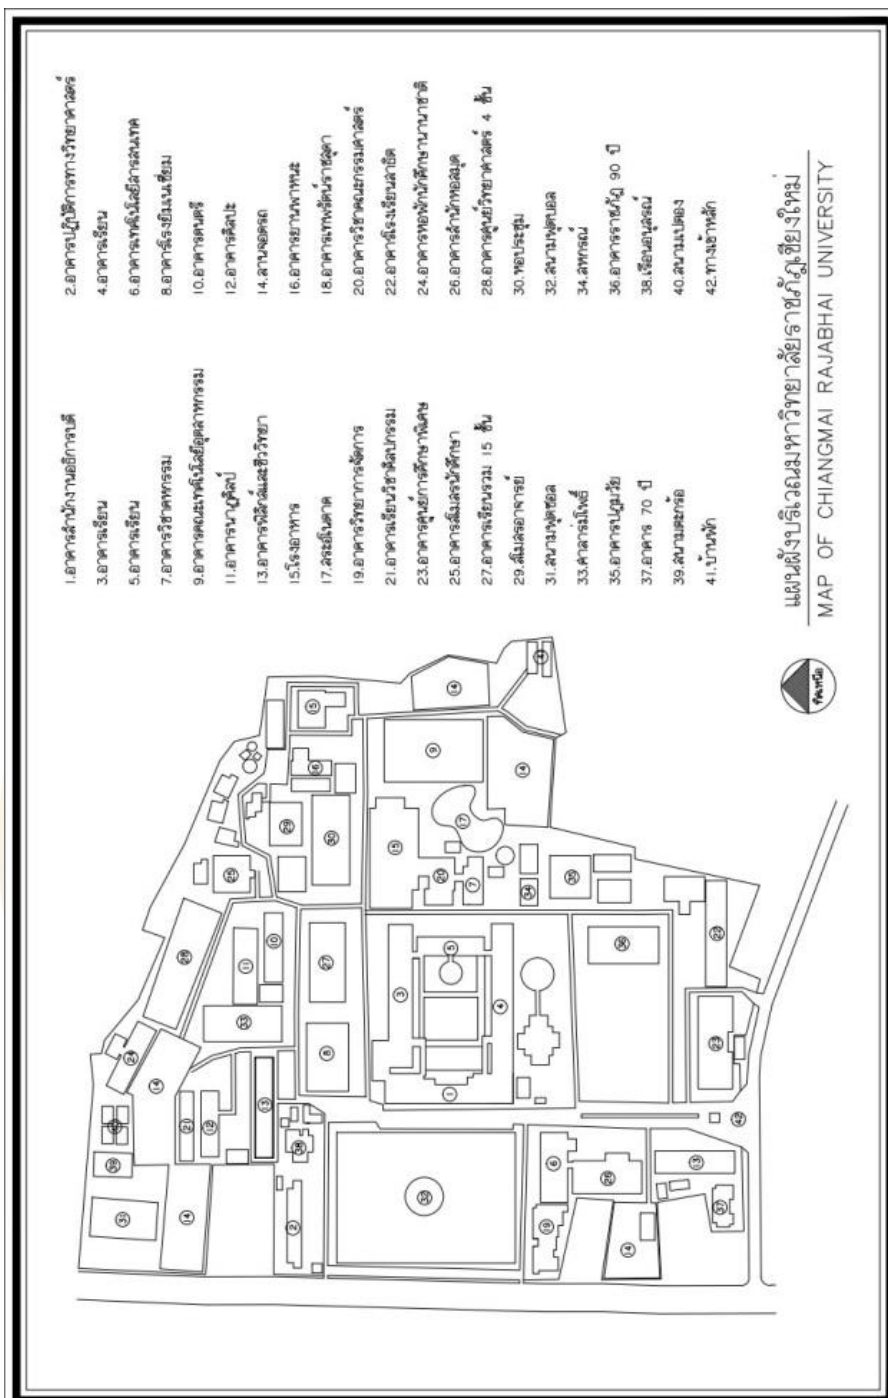 1.อาคารสำนักงานอธิการบดี
2.อาคารปฏิบัติการทางวิทยาศาสตร์
3.อาคารเรียน
4.อาคารเรียน
5.อาคารเรียน
6.อาคารเทคโนโลยีสารสนเทศ
7.อาคารวิชาคหกรรม
8.อาคารโรงยิมเนเซี่ยม
9.อาคารคณะเทคโนโลยีอุตสาหกรรม
10.อาคารดนตรี
11.อาคารนาฏศิลป์
12.อาคารศิลปะ
13.อาคารฟิสิกส์และชีววิทยา
14.ลานจอดรถ
15.โรงอาหาร
16.อาคารยานพาหนะ
17.สระอโนดาต
18.อาคารเทพรัตน์ราชสุดา
19.อาคารวิทยาการจัดการ
20.อาคารวิชาคณะกรรมศาสตร์
21.อาคารเรียนวิชาศิลปกรรม
22.อาคารโรงเรียนสาธิต
23.อาคารศูนย์การศึกษาพิเศษ
24.อาคารหอพักนักศึกษานานาชาติ
25.อาคารสโมสรนักศึกษา
26.อาคารสำนักหอสมุด
27.อาคารเรียนรวม 15 ชั้น
28.อาคารศูนย์วิทยาศาสตร์ 4 ชั้น
29.สโมสรอาจารย์
30.หอประชุม
31.สนามฟุตซอล
32.สนามฟุตบอล
33.ศาลาร่มโพธิ์
34.สหกรณ์
35.อาคารปฐมวัย
36.อาคารราชภัฏ 90 ปี
37.อาคาร 70 ปี
38.เรือนอนุสรณ์
39.สนามตะกร้อ
40.สนามเปตอง
41.บ้านพัก
42.ทางเข้าหลัก
แผนผังบริเวณมหาวิทยาลัยราชภัฏเชียงใหม่
MAP OF CHIANGMAI RAJABHAI UNIVERSITY
ทิศเหนือ